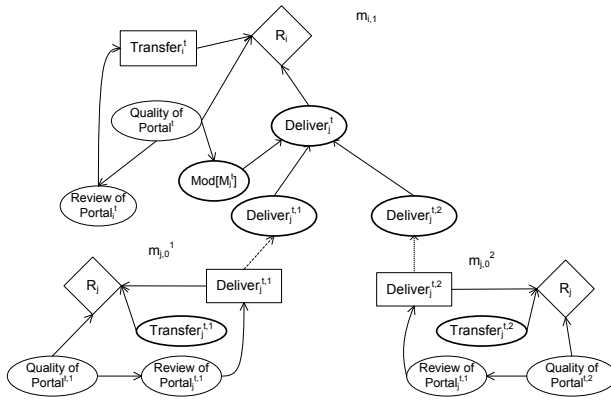 m_{i,1}
Transfer_i^t
R_i
Quality of
Portal^t
Deliver_j^t
Mod[M_j^t]
Review of
Portal_i^t
Deliver_j^{t,1}
Deliver_j^{t,2}
m_{j,0}^1
m_{j,0}^2
R_j
Deliver_j^{t,1}
Deliver_j^{t,2}
R_j
Transfer_j^{t,1}
Transfer_j^{t,2}
Quality of
Portal^{t,1}
Review of
Portal_j^{t,1}
Review of
Portal_j^{t,1}
Quality of
Portal^{t,2}